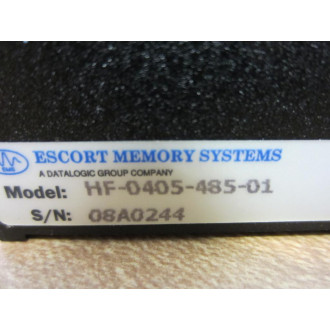 ESCORT MEMORY SYSTEMS
A DATALOGIC GROUP COMPANY
Model: HF-0405-485-01
S/N: 08A0244